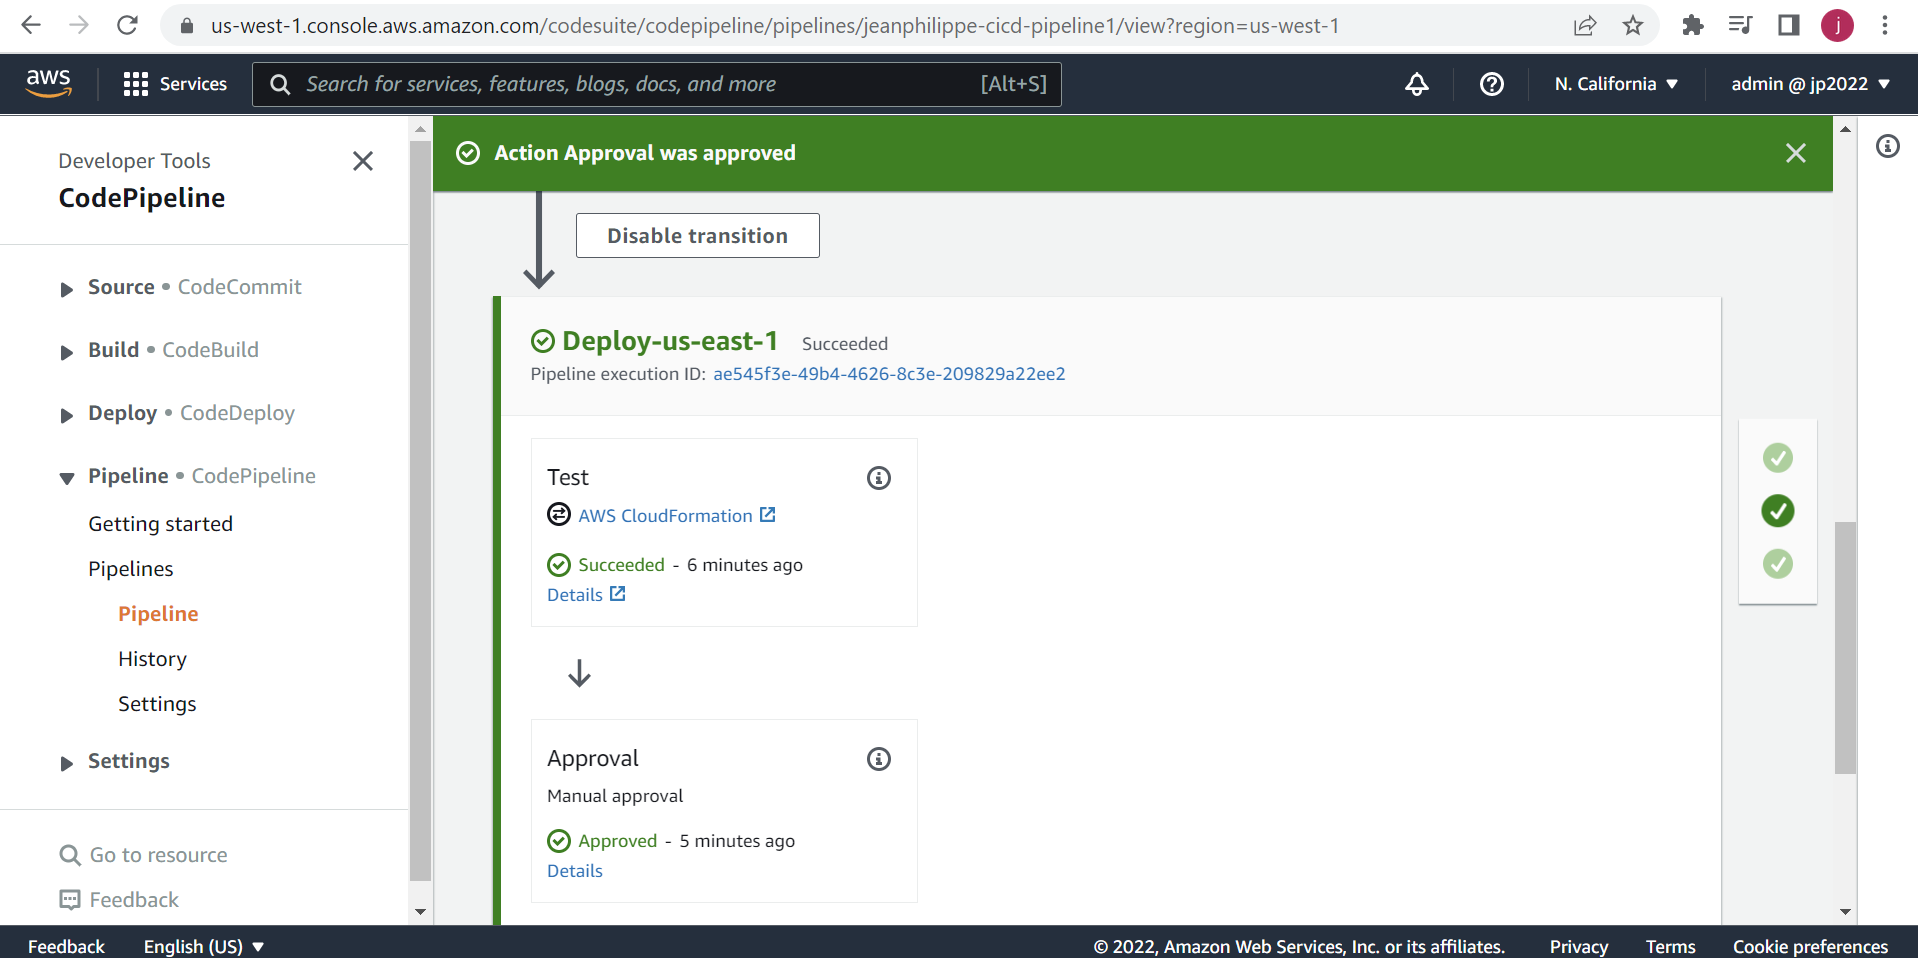 us-west-1.console.aws.amazon.com/codesuite/codepipeline/pipelines/jeanphilippe-cicd-pipeline1/view?region=us-west-1
j
aws
Services
Search for services, features, blogs, docs, and more
[Alt+S]
N. California
admin @ jp2022
Developer Tools
CodePipeline
Source • CodeCommit
Build • CodeBuild
Deploy • CodeDeploy
Pipeline • CodePipeline
Getting started
Pipelines
Pipeline
History
Settings
Settings
Go to resource
Feedback
Action Approval was approved
Disable transition
Deploy-us-east-1 Succeeded
Pipeline execution ID: ae545f3e-49b4-4626-8c3e-209829a22ee2
Test
AWS CloudFormation
Succeeded - 6 minutes ago
Details
Approval
Manual approval
Approved - 5 minutes ago
Details
Feedback
English (US)
© 2022, Amazon Web Services, Inc. or its affiliates.
Privacy
Terms
Cookie preferences